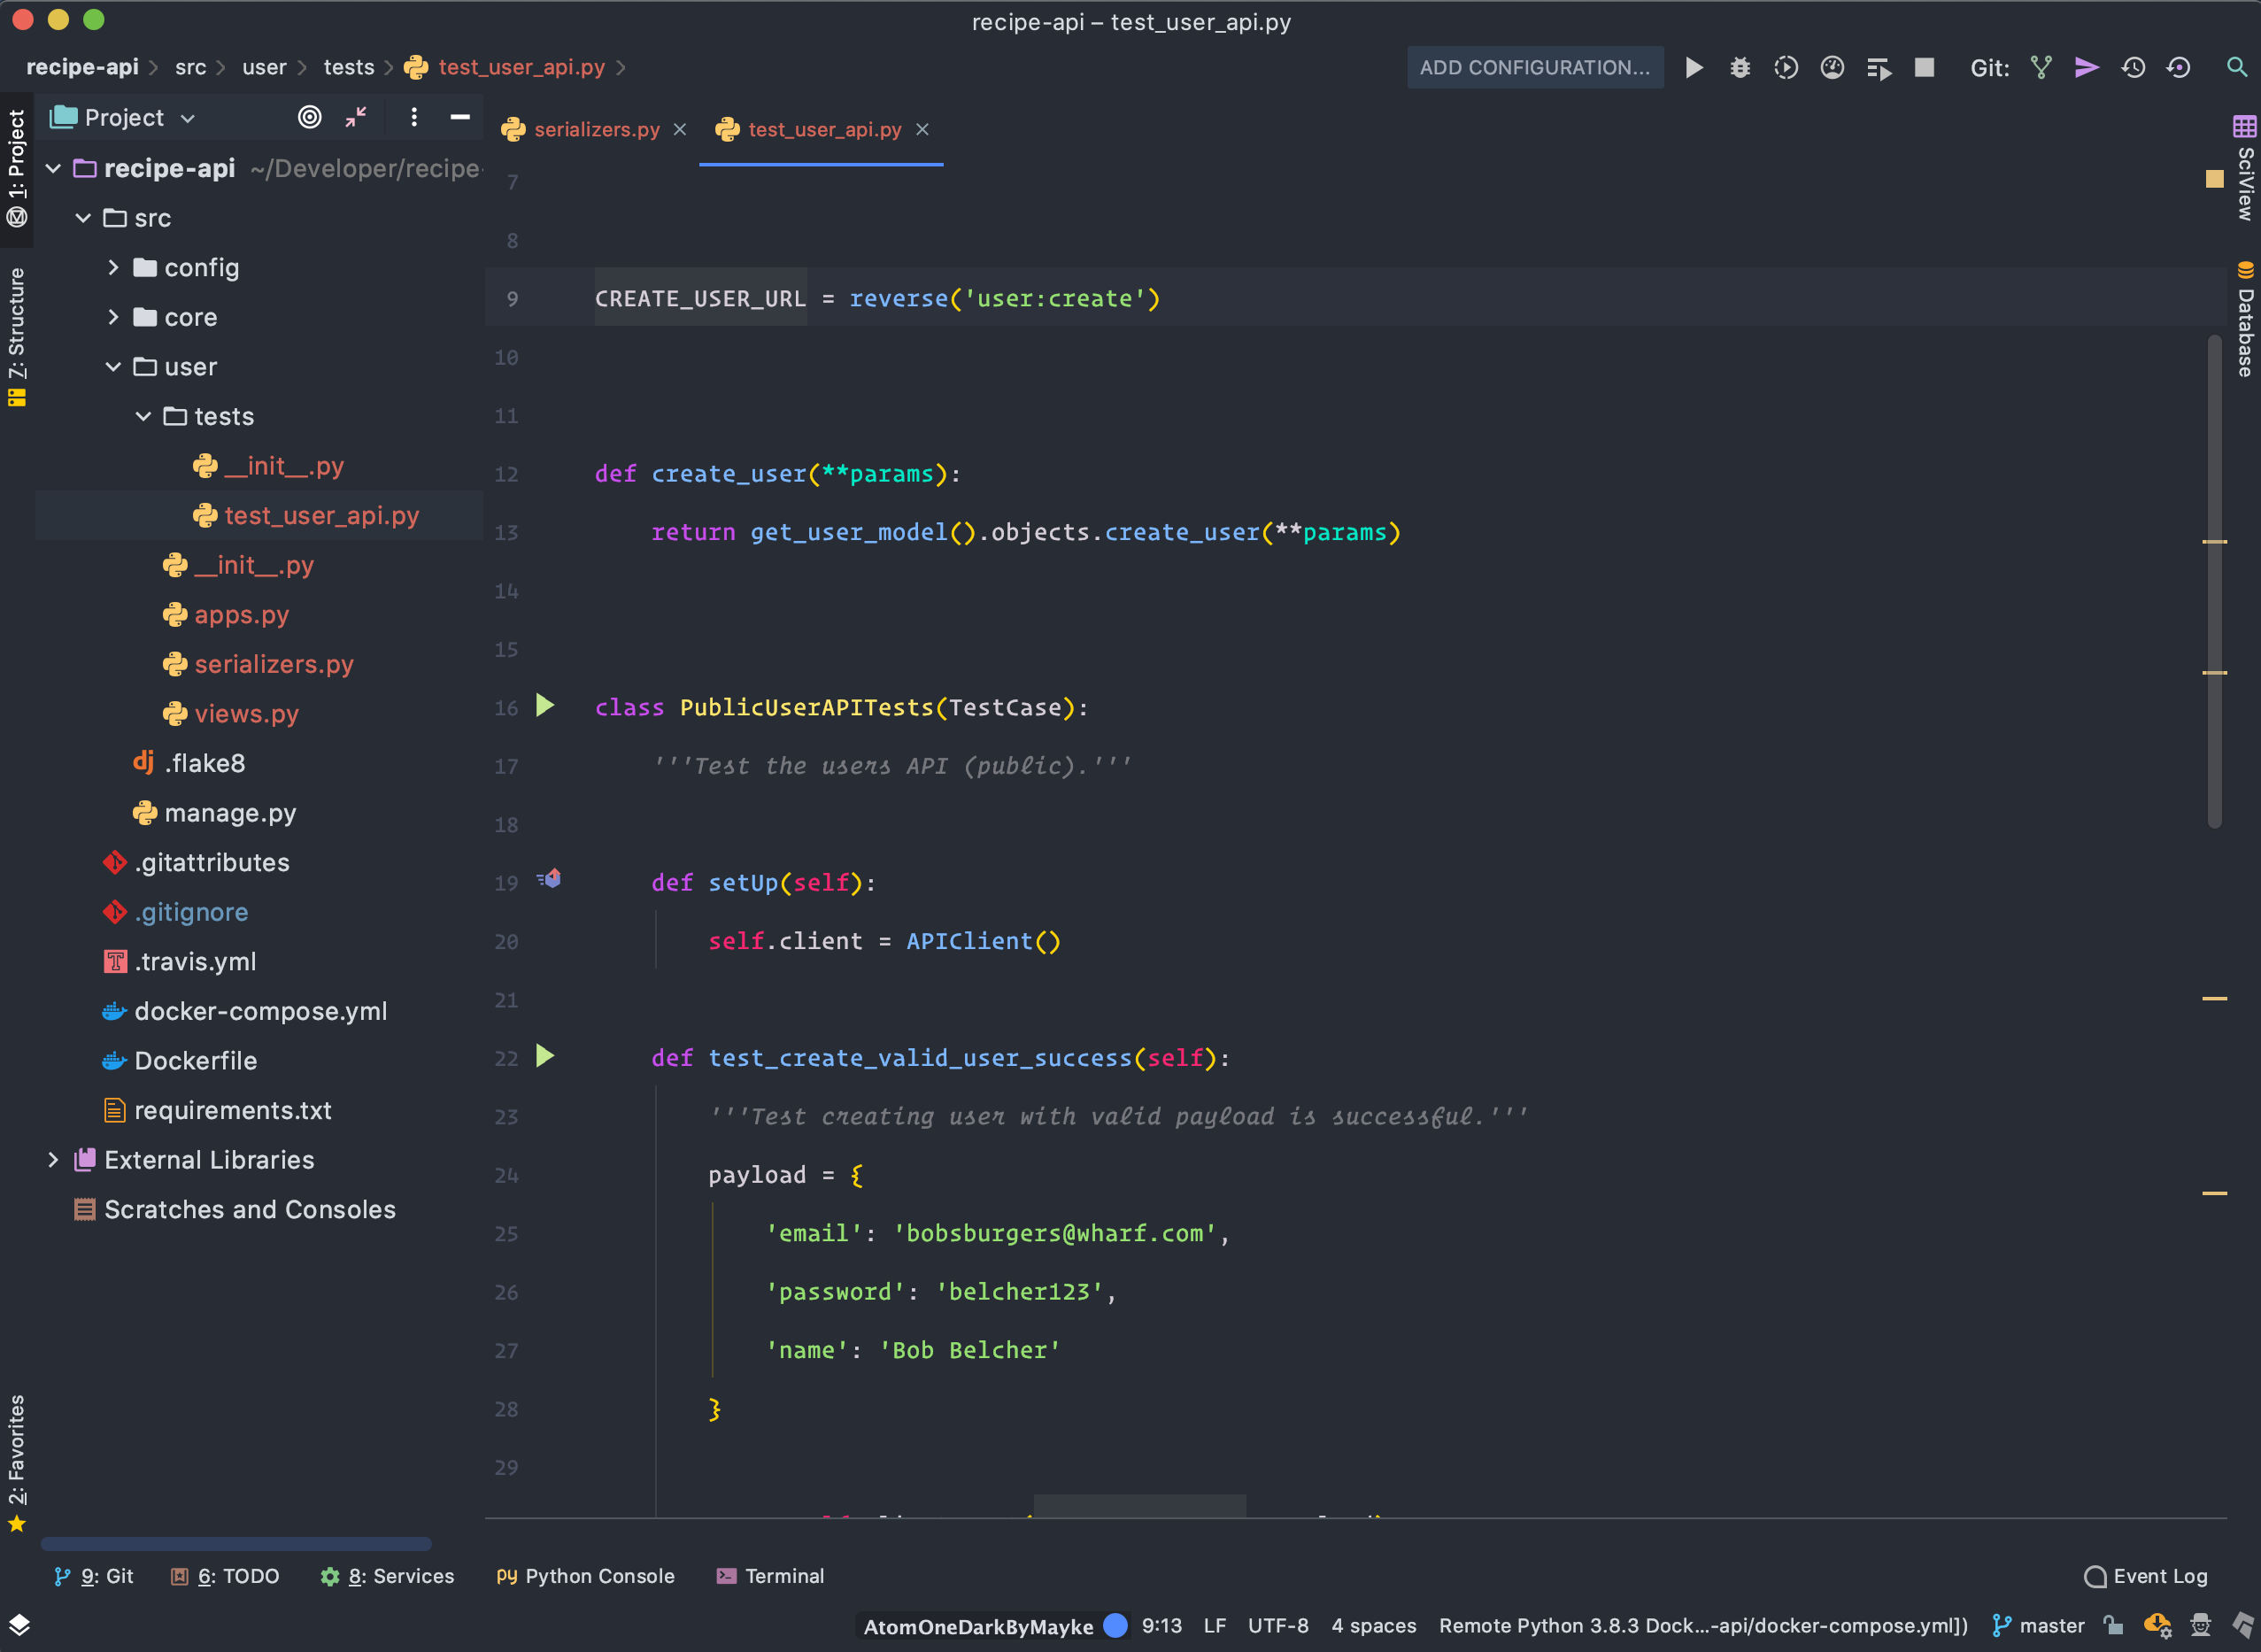 recipe-api – test_user_api.py
recipe-api src user tests test_user_api.py
ADD CONFIGURATION...
Git:
1: Project
7: Structure
2: Favorites
Project
recipe-api ~/Developer/recipe-
src
config
core
user
tests
__init__.py
test_user_api.py
__init__.py
apps.py
serializers.py
views.py
.flake8
manage.py
.gitattributes
.gitignore
.travis.yml
docker-compose.yml
Dockerfile
requirements.txt
External Libraries
Scratches and Consoles
serializers.py
test_user_api.py
7
8
9 CREATE_USER_URL = reverse('user:create')
10
11
12 def create_user(**params):
13 return get_user_model().objects.create_user(**params)
14
15
16 class PublicUserAPITests(TestCase):
17 '''Test the users API (public).'''
18
19 def setUp(self):
20 self.client = APIClient()
21
22 def test_create_valid_user_success(self):
23 '''Test creating user with valid payload is successful.'''
24 payload = {
25 'email': 'bobsburgers@wharf.com',
26 'password': 'belcher123',
27 'name': 'Bob Belcher'
28 }
29
SciView
Database
9: Git
6: TODO
8: Services
Python Console
Terminal
Event Log
AtomOneDarkByMayke
9:13 LF UTF-8 4 spaces Remote Python 3.8.3 Dock...-api/docker-compose.yml]) master